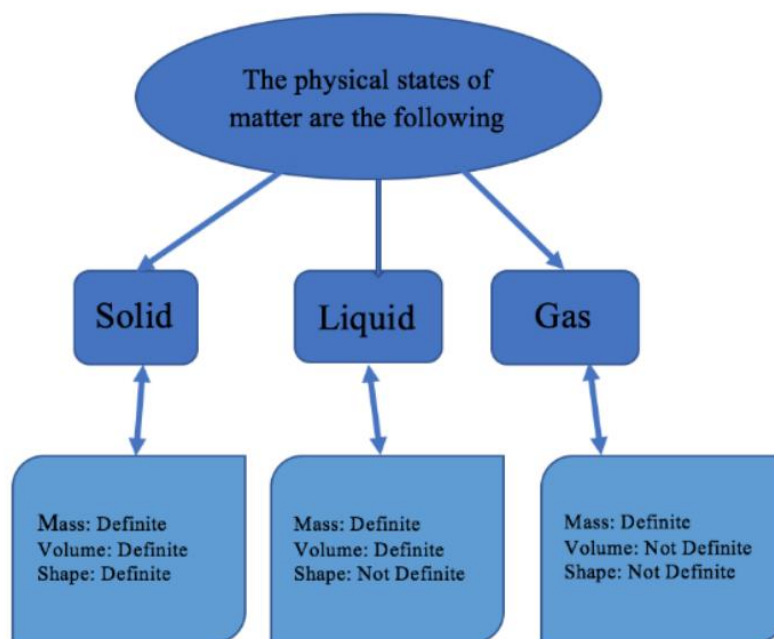 The physical states of
matter are the following
Solid
Liquid
Gas
Mass: Definite
Volume: Definite
Shape: Definite
Mass: Definite
Volume: Definite
Shape: Not Definite
Mass: Definite
Volume: Not Definite
Shape: Not Definite